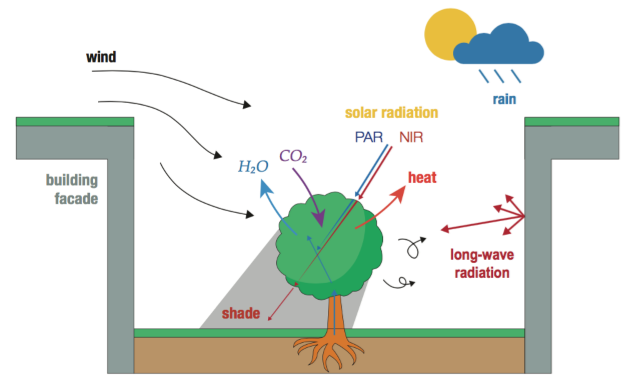 wind
rain
solar radiation
PAR NIR
H₂O
CO₂
heat
building
facade
long-wave
radiation
shade